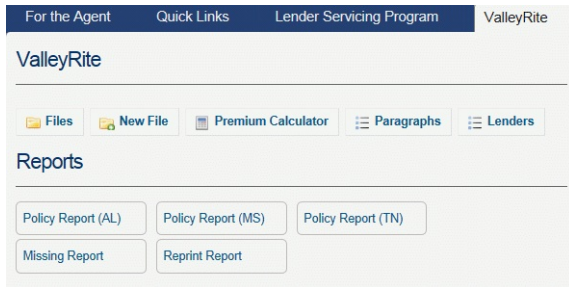 For the Agent Quick Links Lender Servicing Program ValleyRite
ValleyRite
Files New File Premium Calculator Paragraphs Lenders
Reports
Policy Report (AL) Policy Report (MS) Policy Report (TN)
Missing Report Reprint Report